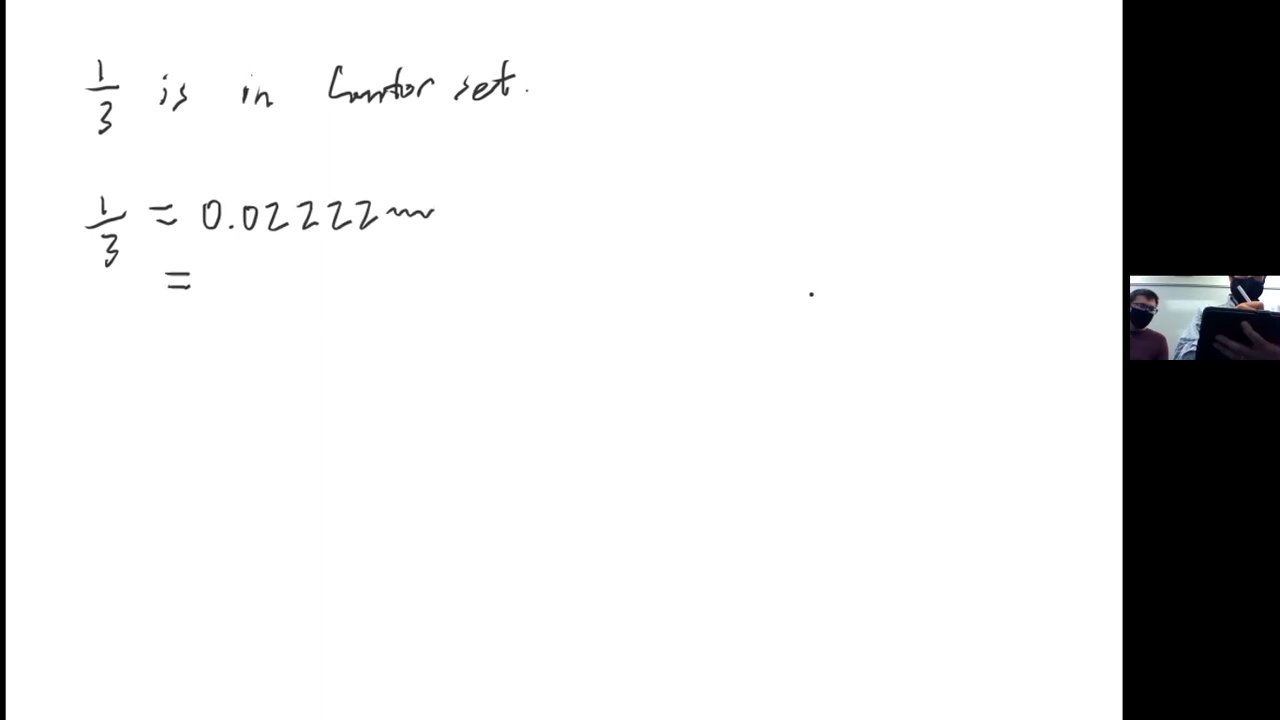 1/3 is in Cantor set.
1/3 = 0.02222~
=